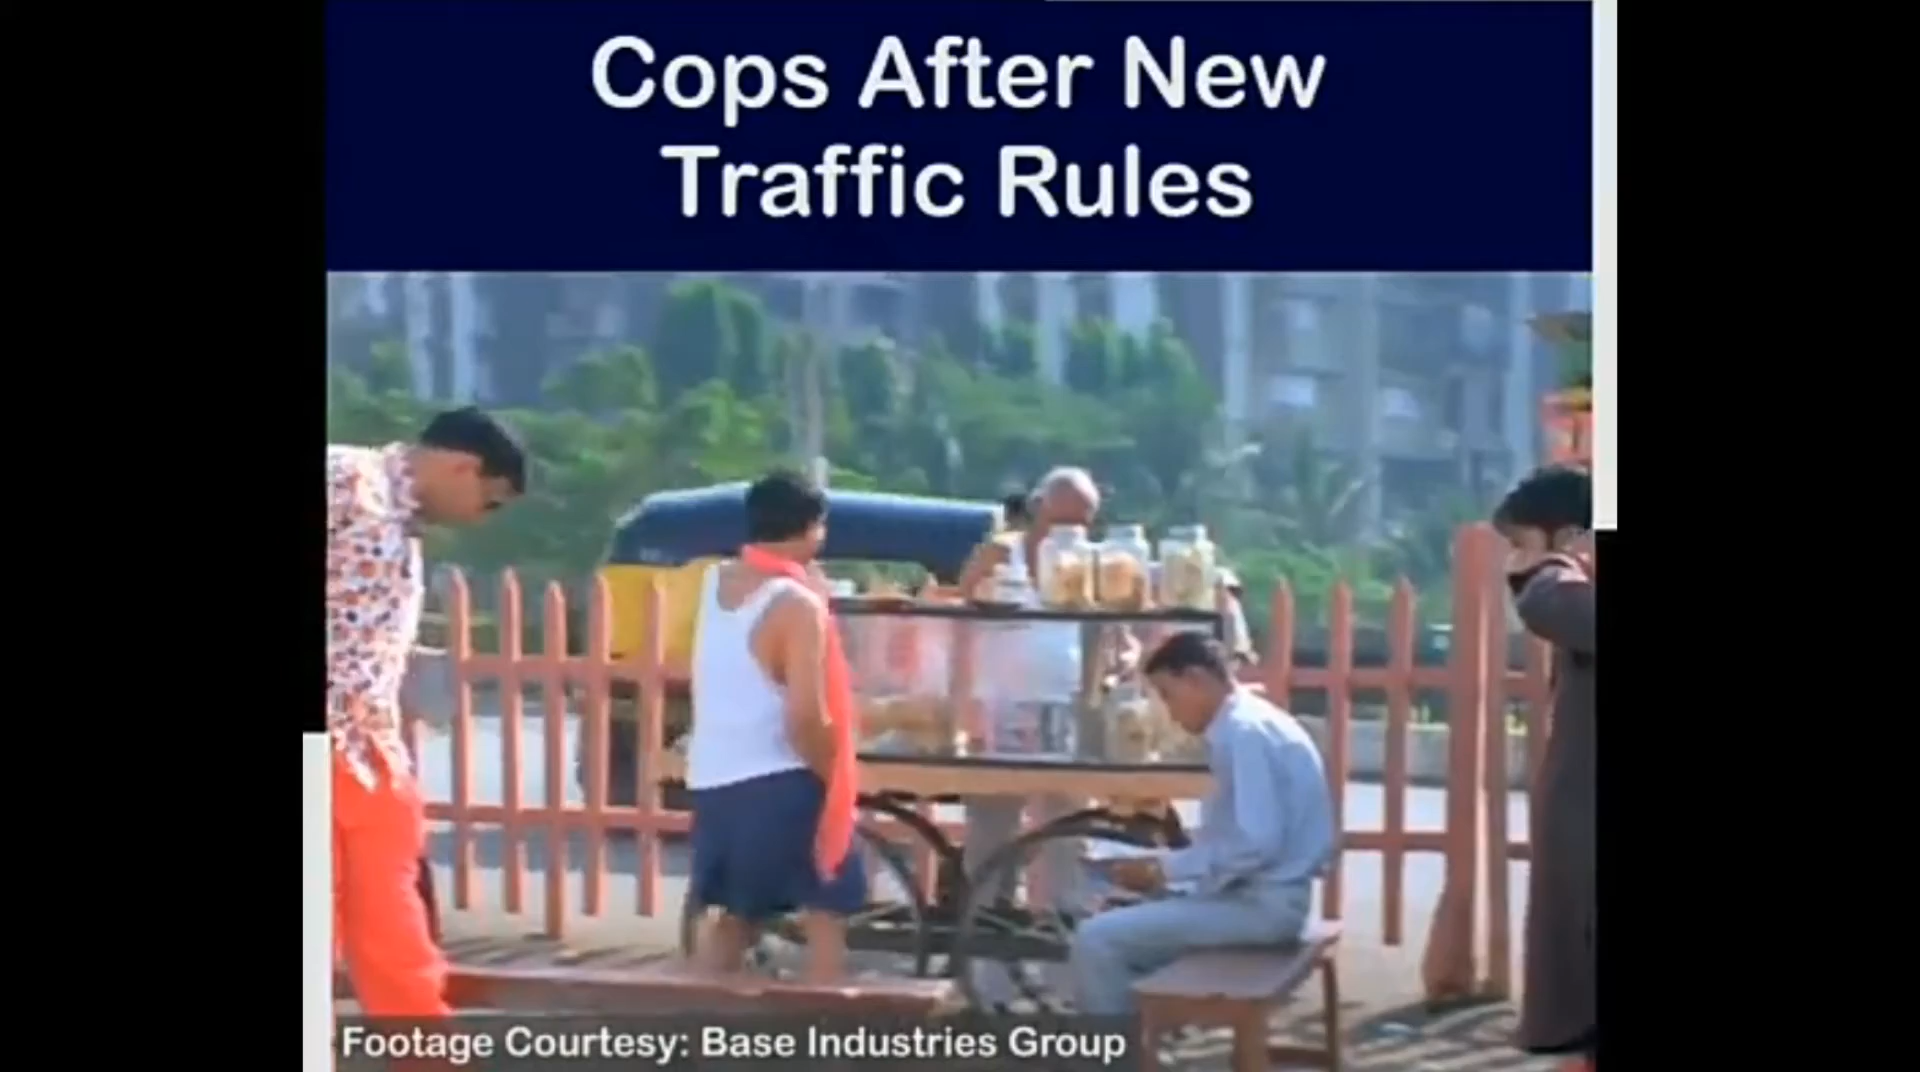 Cops After New
Traffic Rules
Footage Courtesy: Base Industries Group